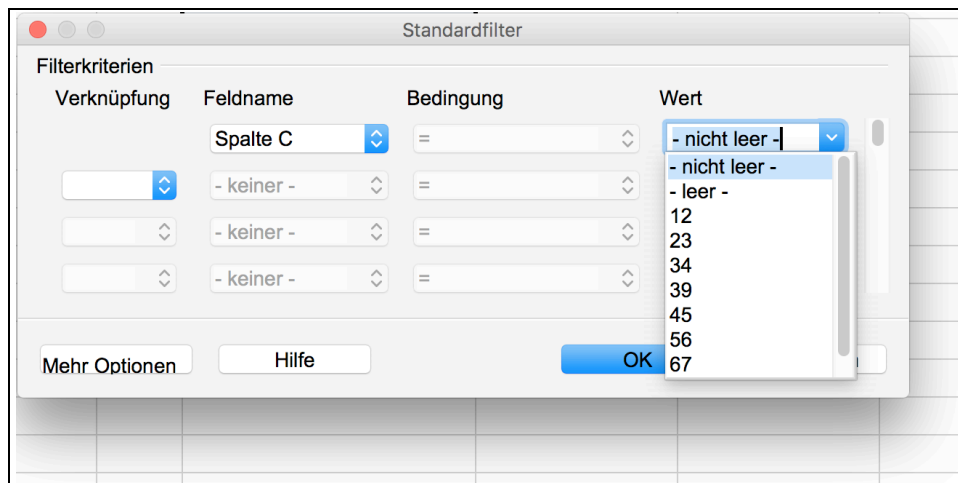 Standardfilter
Filterkriterien
Verknüpfung Feldname Bedingung Wert
Spalte C = - nicht leer -
- nicht leer -
- leer -
- keiner - =
12
23
- keiner - =
34
- keiner - =
39
45
56
67
Mehr Optionen Hilfe OK